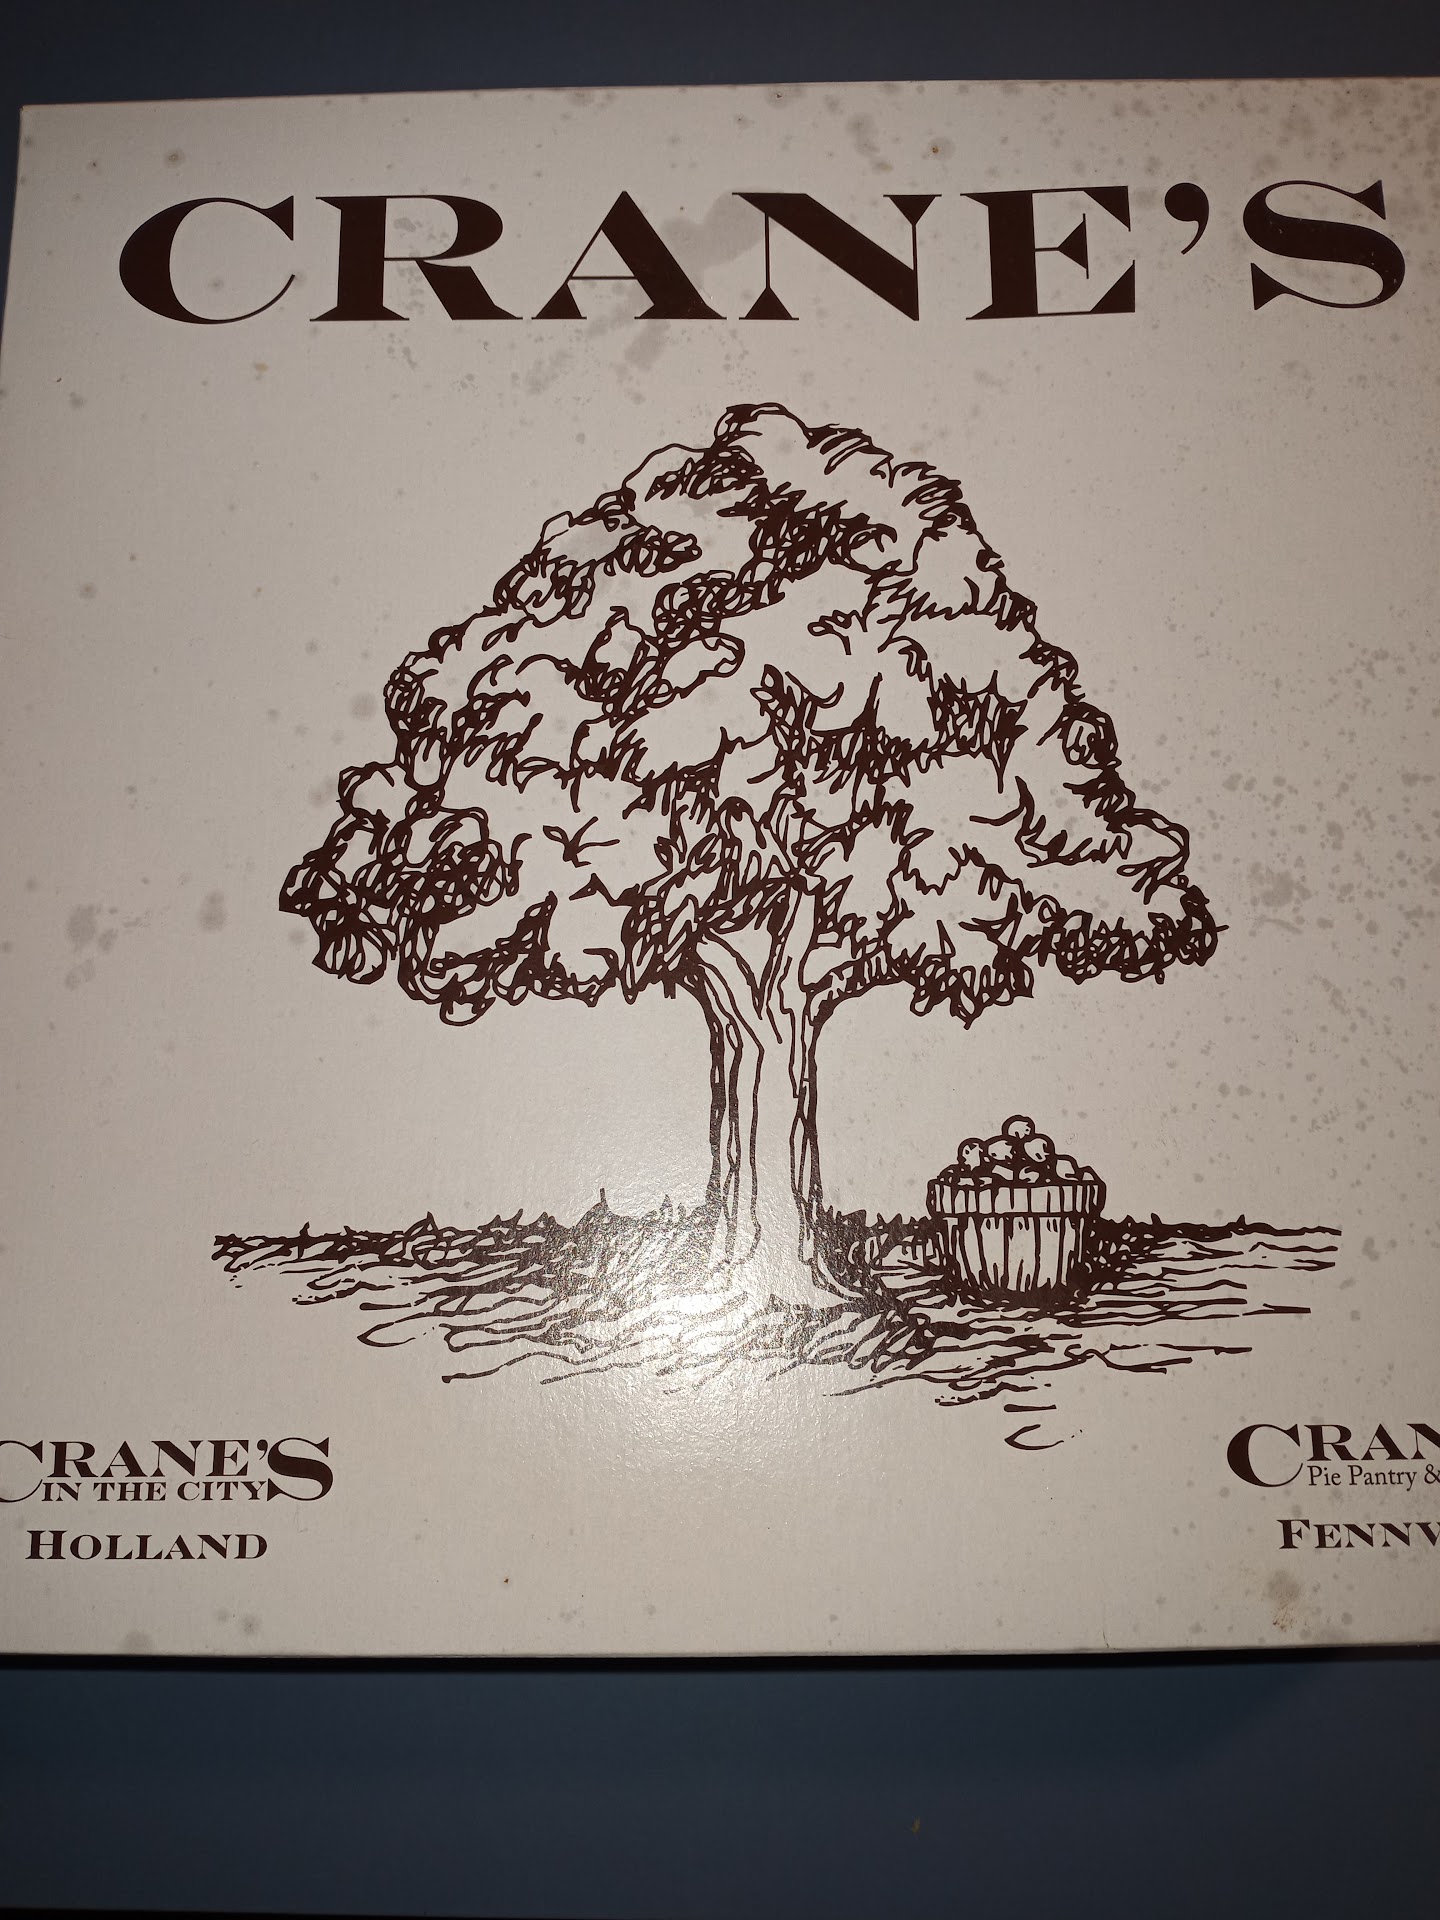 CRANE'S
CRANE'S
IN THE CITY
HOLLAND
CRAN
Pie Pantry &
FENNV